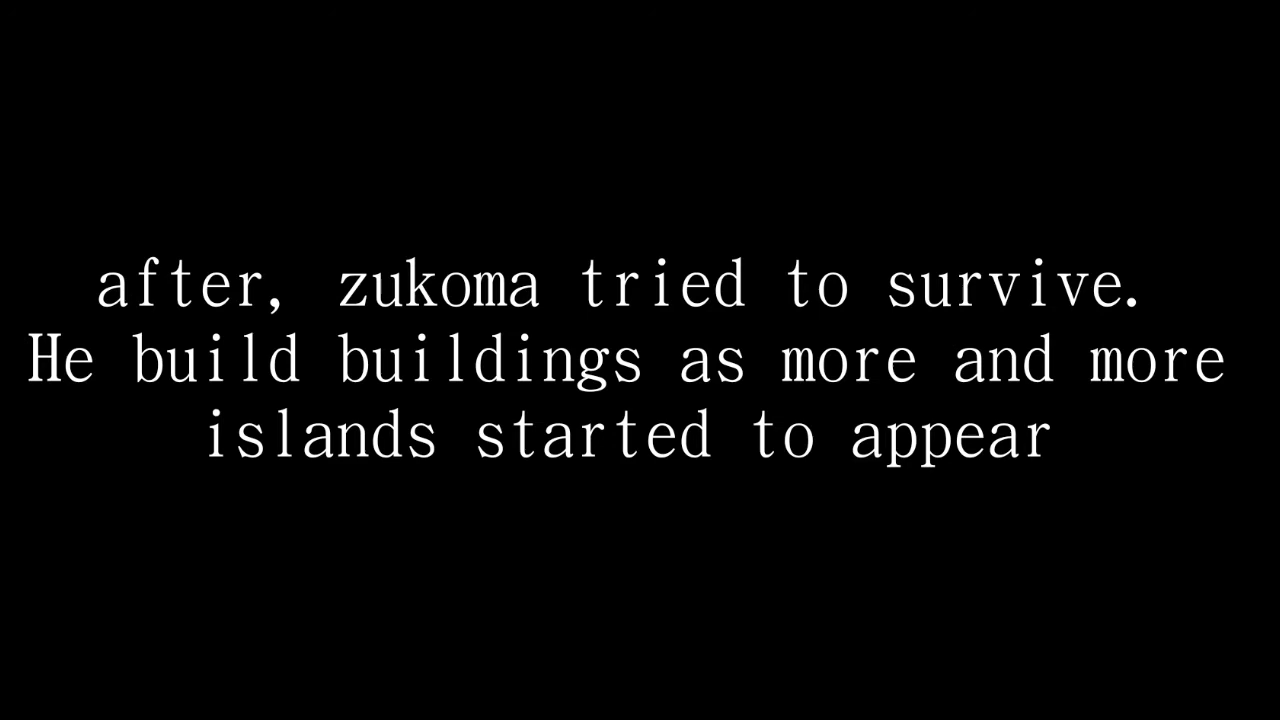 after, zukoma tried to survive.
He build buildings as more and more
islands started to appear